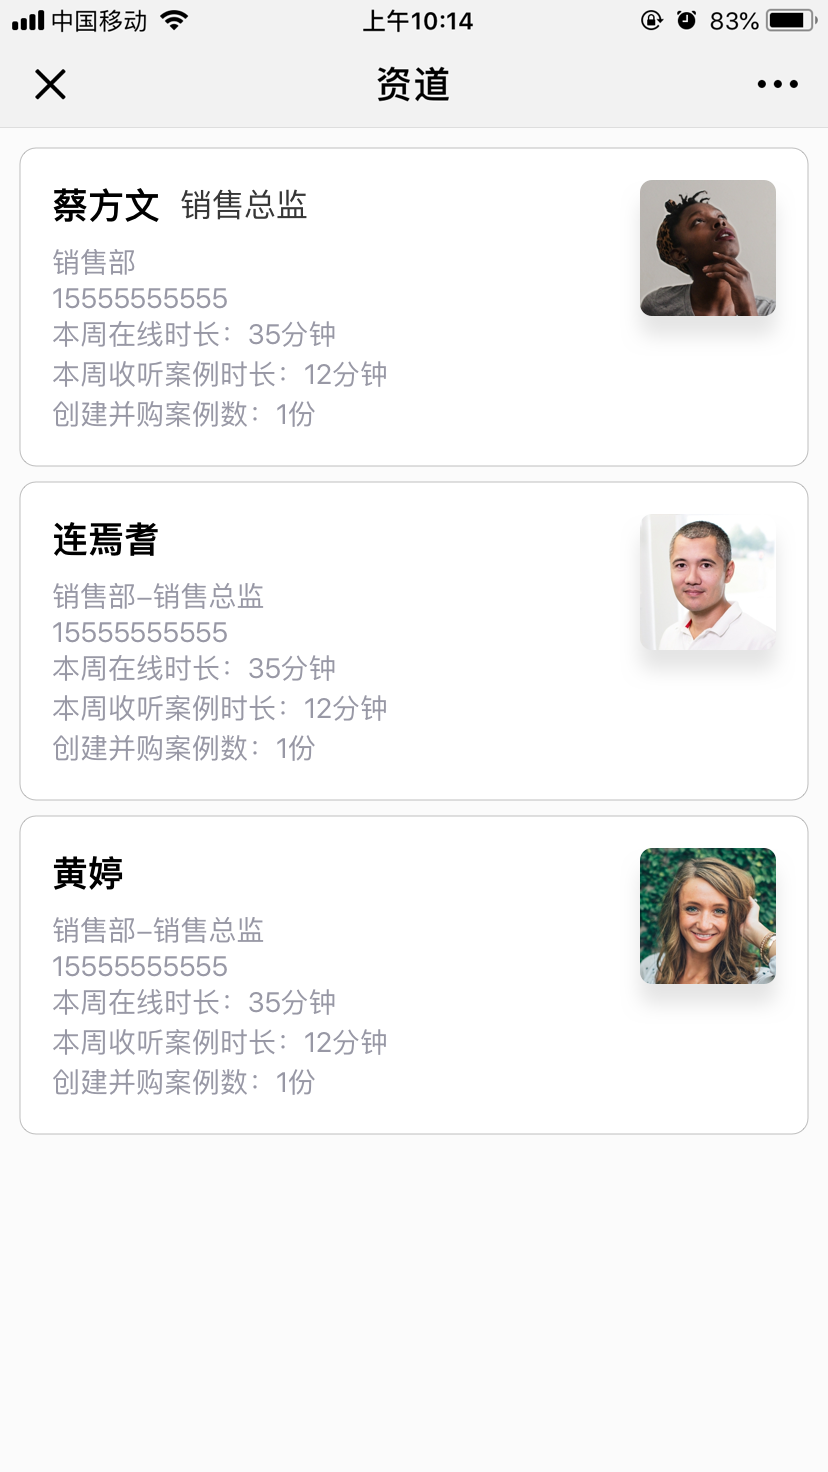 中国移动 上午10:14 83%
资道
蔡方文 销售总监
销售部
15555555555
本周在线时长：35分钟
本周收听案例时长：12分钟
创建并购案例数：1份
连焉耆
销售部–销售总监
15555555555
本周在线时长：35分钟
本周收听案例时长：12分钟
创建并购案例数：1份
黄婷
销售部–销售总监
15555555555
本周在线时长：35分钟
本周收听案例时长：12分钟
创建并购案例数：1份